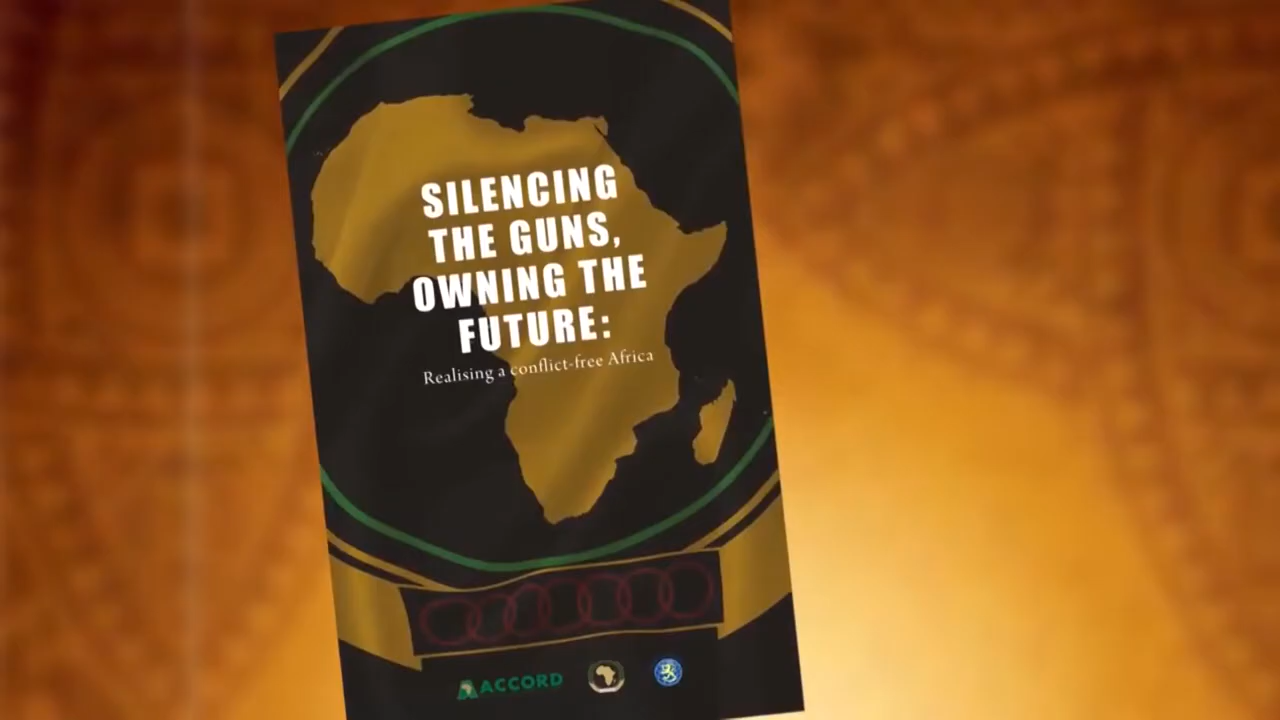 SILENCING
THE GUNS,
OWNING THE
FUTURE:
Realising a conflict-free Africa
ACCORD